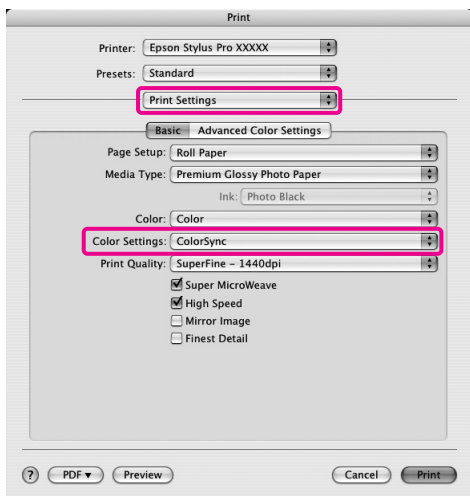 Print
Printer: Epson Stylus Pro XXXXX
Presets: Standard
Print Settings
Basic Advanced Color Settings
Page Setup: Roll Paper
Media Type: Premium Glossy Photo Paper
Ink: Photo Black
Color: Color
Color Settings: ColorSync
Print Quality: SuperFine – 1440dpi
Super MicroWeave
High Speed
Mirror Image
Finest Detail
? PDF ▼ Preview Cancel Print